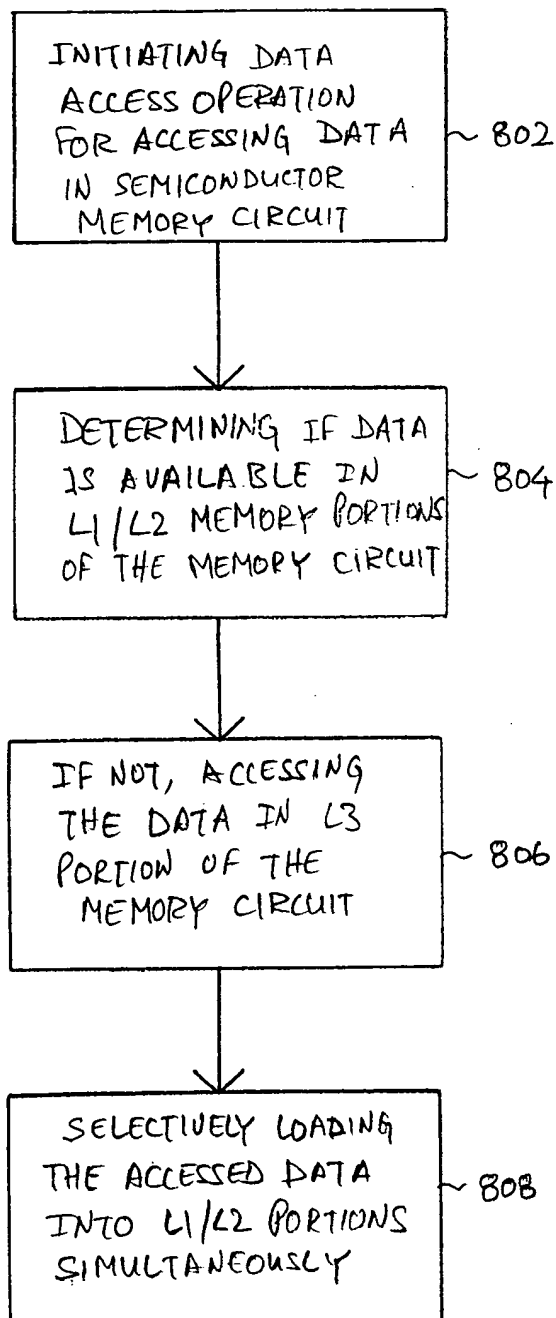 INITIATING DATA
ACCESS OPERATION
FOR ACCESSING DATA
IN SEMICONDUCTOR
MEMORY CIRCUIT
~ 802
DETERMINING IF DATA
IS AVAILABLE IN
L1/L2 MEMORY PORTIONS
OF THE MEMORY CIRCUIT
~ 804
IF NOT, ACCESSING
THE DATA IN L3
PORTION OF THE
MEMORY CIRCUIT
~ 806
SELECTIVELY LOADING
THE ACCESSED DATA
INTO L1/L2 PORTIONS
SIMULTANEOUSLY
~ 808